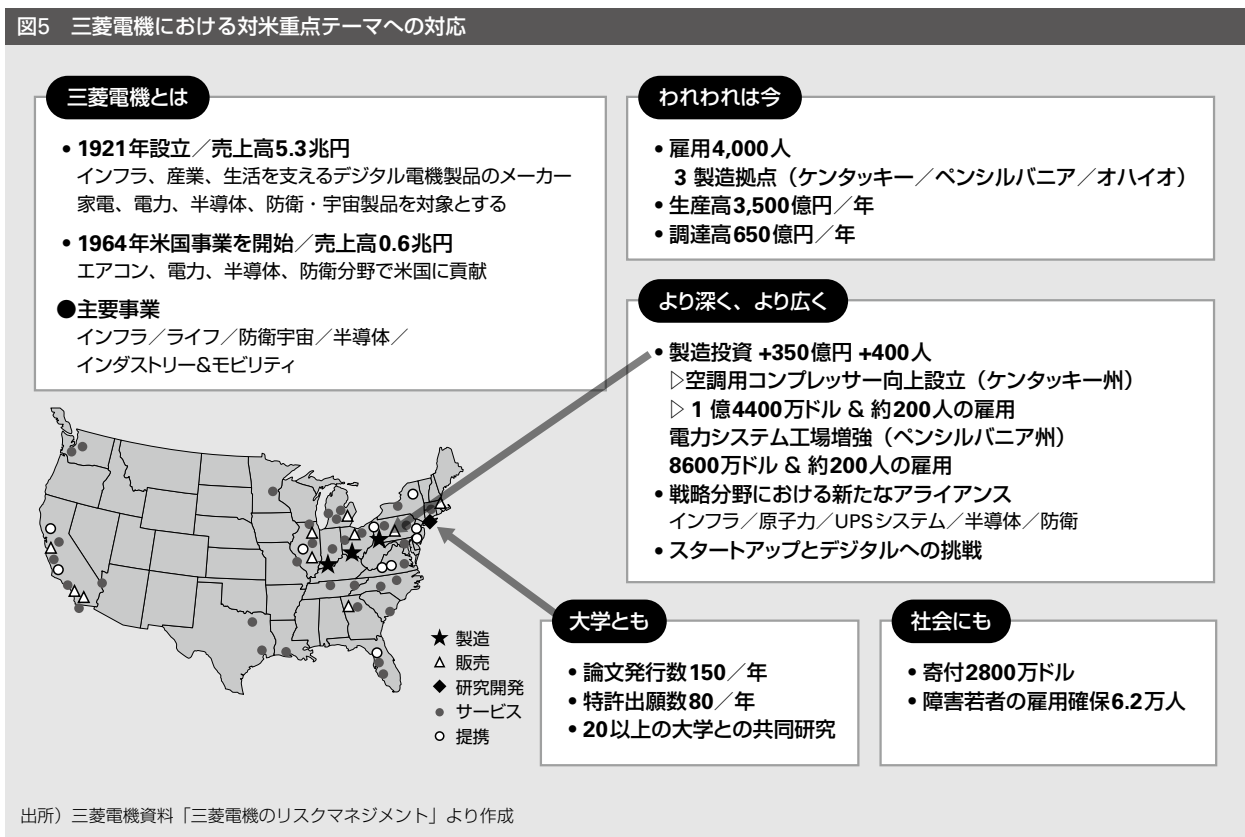 図5 三菱電機における対米重点テーマへの対応
三菱電機とは
• 1921年設立／売上高5.3兆円
インフラ、産業、生活を支えるデジタル電機製品のメーカー
家電、電力、半導体、防衛・宇宙製品を対象とする
• 1964年米国事業を開始／売上高0.6兆円
エアコン、電力、半導体、防衛分野で米国に貢献
●主要事業
インフラ／ライフ／防衛宇宙／半導体／
インダストリー&モビリティ
われわれは今
• 雇用4,000人
3 製造拠点（ケンタッキー／ペンシルバニア／オハイオ）
• 生産高3,500億円／年
• 調達高650億円／年
より深く、より広く
• 製造投資 +350億円 +400人
▷空調用コンプレッサー向上設立（ケンタッキー州）
▷1 億4400万ドル & 約200人の雇用
電力システム工場増強（ペンシルバニア州）
8600万ドル & 約200人の雇用
• 戦略分野における新たなアライアンス
インフラ／原子力／UPSシステム／半導体／防衛
• スタートアップとデジタルへの挑戦
★ 製造
△ 販売
◆ 研究開発
● サービス
○ 提携
大学とも
• 論文発行数150／年
• 特許出願数80／年
• 20以上の大学との共同研究
社会にも
• 寄付2800万ドル
• 障害若者の雇用確保6.2万人
出所）三菱電機資料「三菱電機のリスクマネジメント」より作成